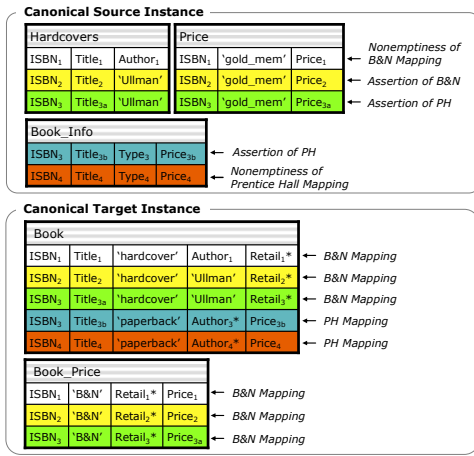 Canonical Source Instance
Hardcovers
ISBN₁ Title₁ Author₁
ISBN₂ Title₂ 'Ullman'
ISBN₃ Title₃ₐ 'Ullman'
Price
ISBN₁ 'gold_mem' Price₁
ISBN₂ 'gold_mem' Price₂
ISBN₃ 'gold_mem' Price₃ₐ
Nonemptiness of
B&N Mapping
Assertion of B&N
Assertion of PH
Book_Info
ISBN₃ Title₃b Type₃ Price₃b
ISBN₄ Title₄ Type₄ Price₄
Assertion of PH
Nonemptiness of
Prentice Hall Mapping
Canonical Target Instance
Book
ISBN₁ Title₁ 'hardcover' Author₁ Retail₁* B&N Mapping
ISBN₂ Title₂ 'hardcover' 'Ullman' Retail₂* B&N Mapping
ISBN₃ Title₃ₐ 'hardcover' 'Ullman' Retail₃* B&N Mapping
ISBN₃ Title₃b 'paperback' Author₃* Price₃b PH Mapping
ISBN₄ Title₄ 'paperback' Author₄* Price₄ PH Mapping
Book_Price
ISBN₁ 'B&N' Retail₁* Price₁ B&N Mapping
ISBN₂ 'B&N' Retail₂* Price₂ B&N Mapping
ISBN₃ 'B&N' Retail₃* Price₃ₐ B&N Mapping